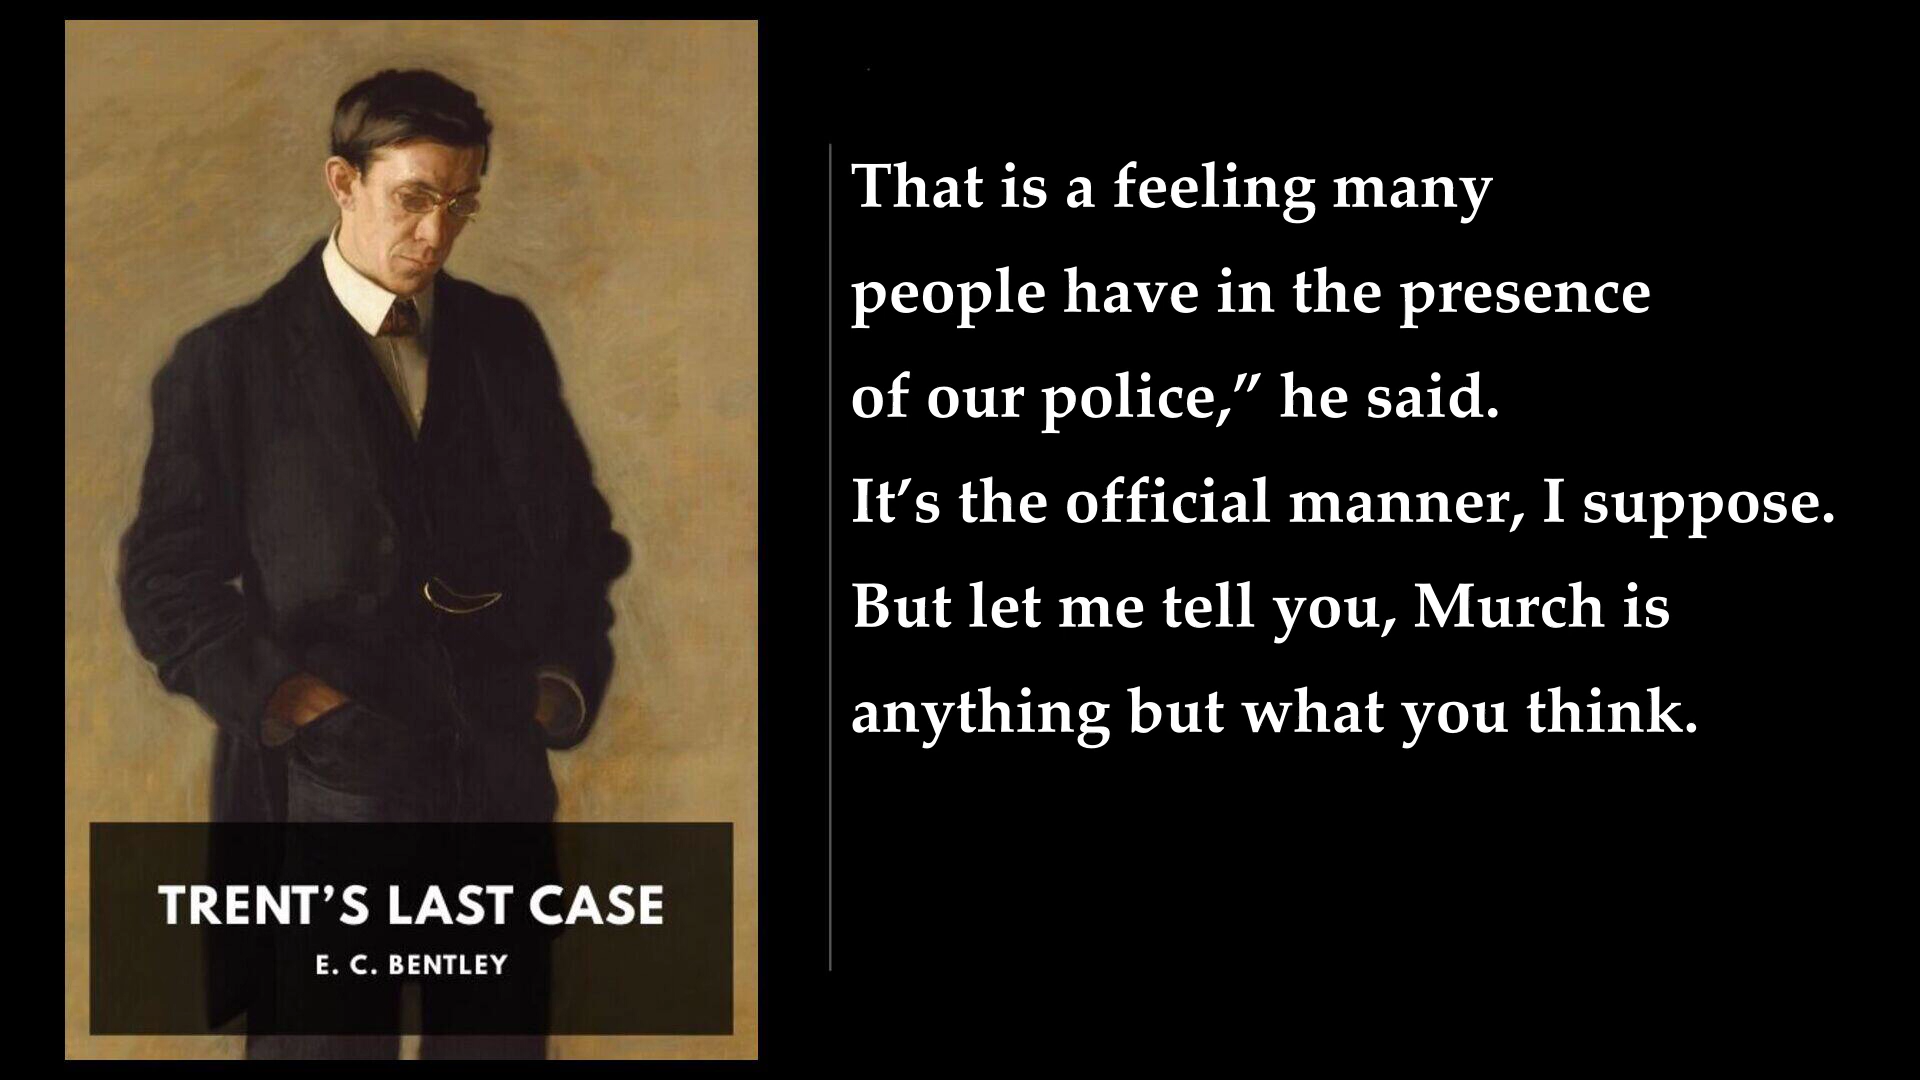 TRENT’S LAST CASE
E. C. BENTLEY
That is a feeling many
people have in the presence
of our police,” he said.
It’s the official manner, I suppose.
But let me tell you, Murch is
anything but what you think.